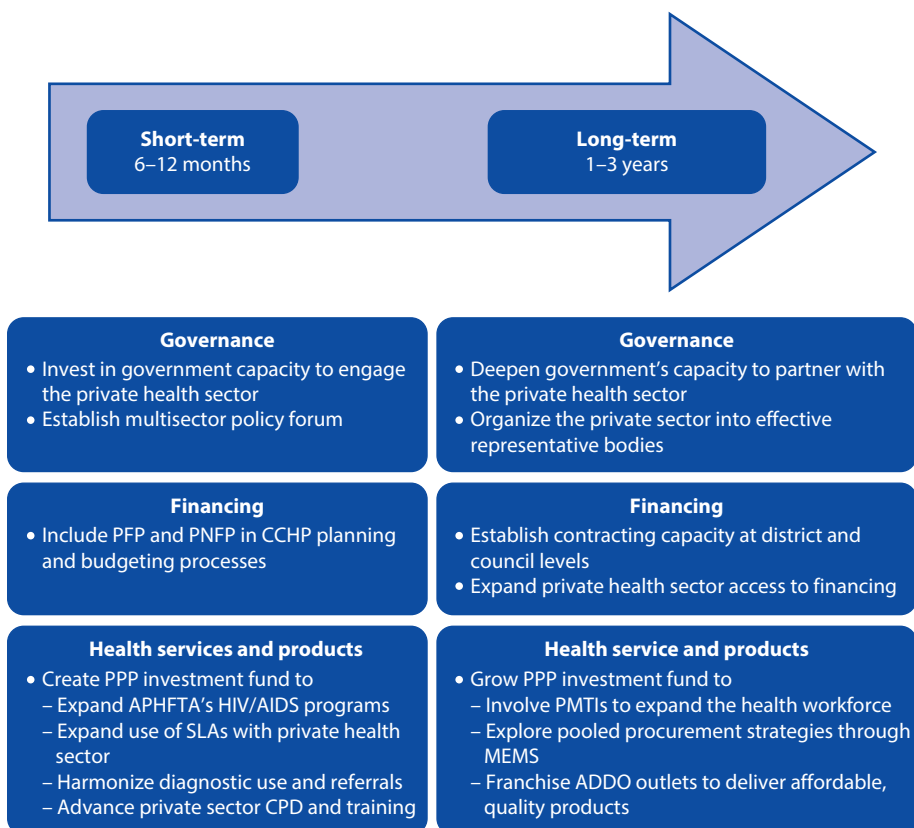 Short-term
6–12 months
Long-term
1–3 years
Governance
• Invest in government capacity to engage
the private health sector
• Establish multisector policy forum
Governance
• Deepen government’s capacity to partner with
the private health sector
• Organize the private sector into effective
representative bodies
Financing
• Include PFP and PNFP in CCHP planning
and budgeting processes
Financing
• Establish contracting capacity at district and
council levels
• Expand private health sector access to financing
Health services and products
• Create PPP investment fund to
– Expand APHFTA’s HIV/AIDS programs
– Expand use of SLAs with private health
sector
– Harmonize diagnostic use and referrals
– Advance private sector CPD and training
Health service and products
• Grow PPP investment fund to
– Involve PMTIs to expand the health workforce
– Explore pooled procurement strategies through
MEMS
– Franchise ADDO outlets to deliver affordable,
quality products